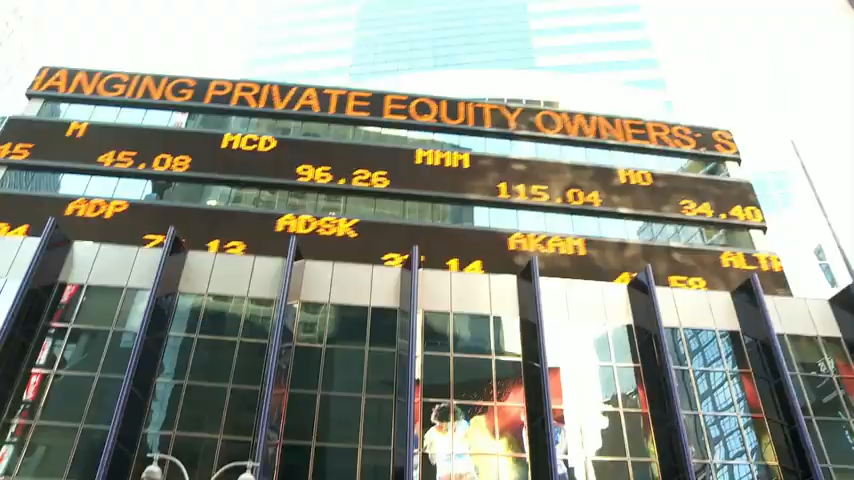 HANGING PRIVATE EQUITY OWNERS: S
M MCD MMM MO
45 45.08 96.26 115.04 34.40
ADP ADSK AKAM ALTR